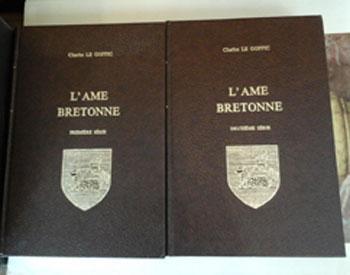 Charles LE GOFFIC
L'AME
BRETONNE
PREMIÈRE SÉRIE
Charles LE GOFFIC
L'AME
BRETONNE
DEUXIÈME SÉRIE